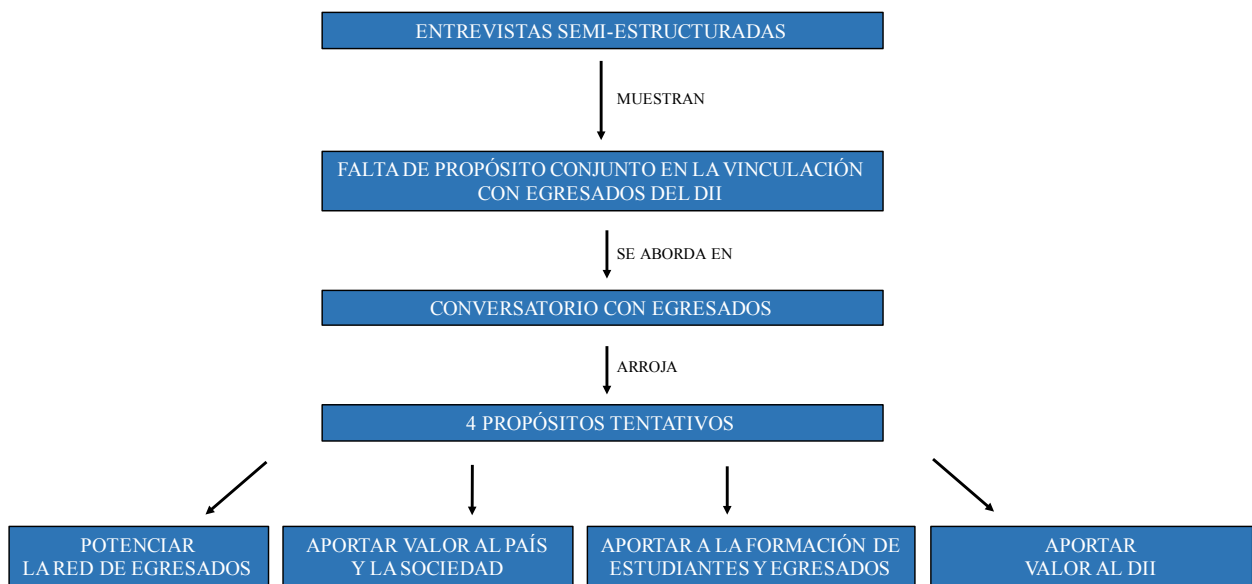 ENTREVISTAS SEMI-ESTRUCTURADAS
MUESTRAN
FALTA DE PROPÓSITO CONJUNTO EN LA VINCULACIÓN
CON EGRESADOS DEL DII
SE ABORDA EN
CONVERSATORIO CON EGRESADOS
ARROJA
4 PROPÓSITOS TENTATIVOS
POTENCIAR
LA RED DE EGRESADOS
APORTAR VALOR AL PAÍS
Y LA SOCIEDAD
APORTAR A LA FORMACIÓN DE
ESTUDIANTES Y EGRESADOS
APORTAR
VALOR AL DII